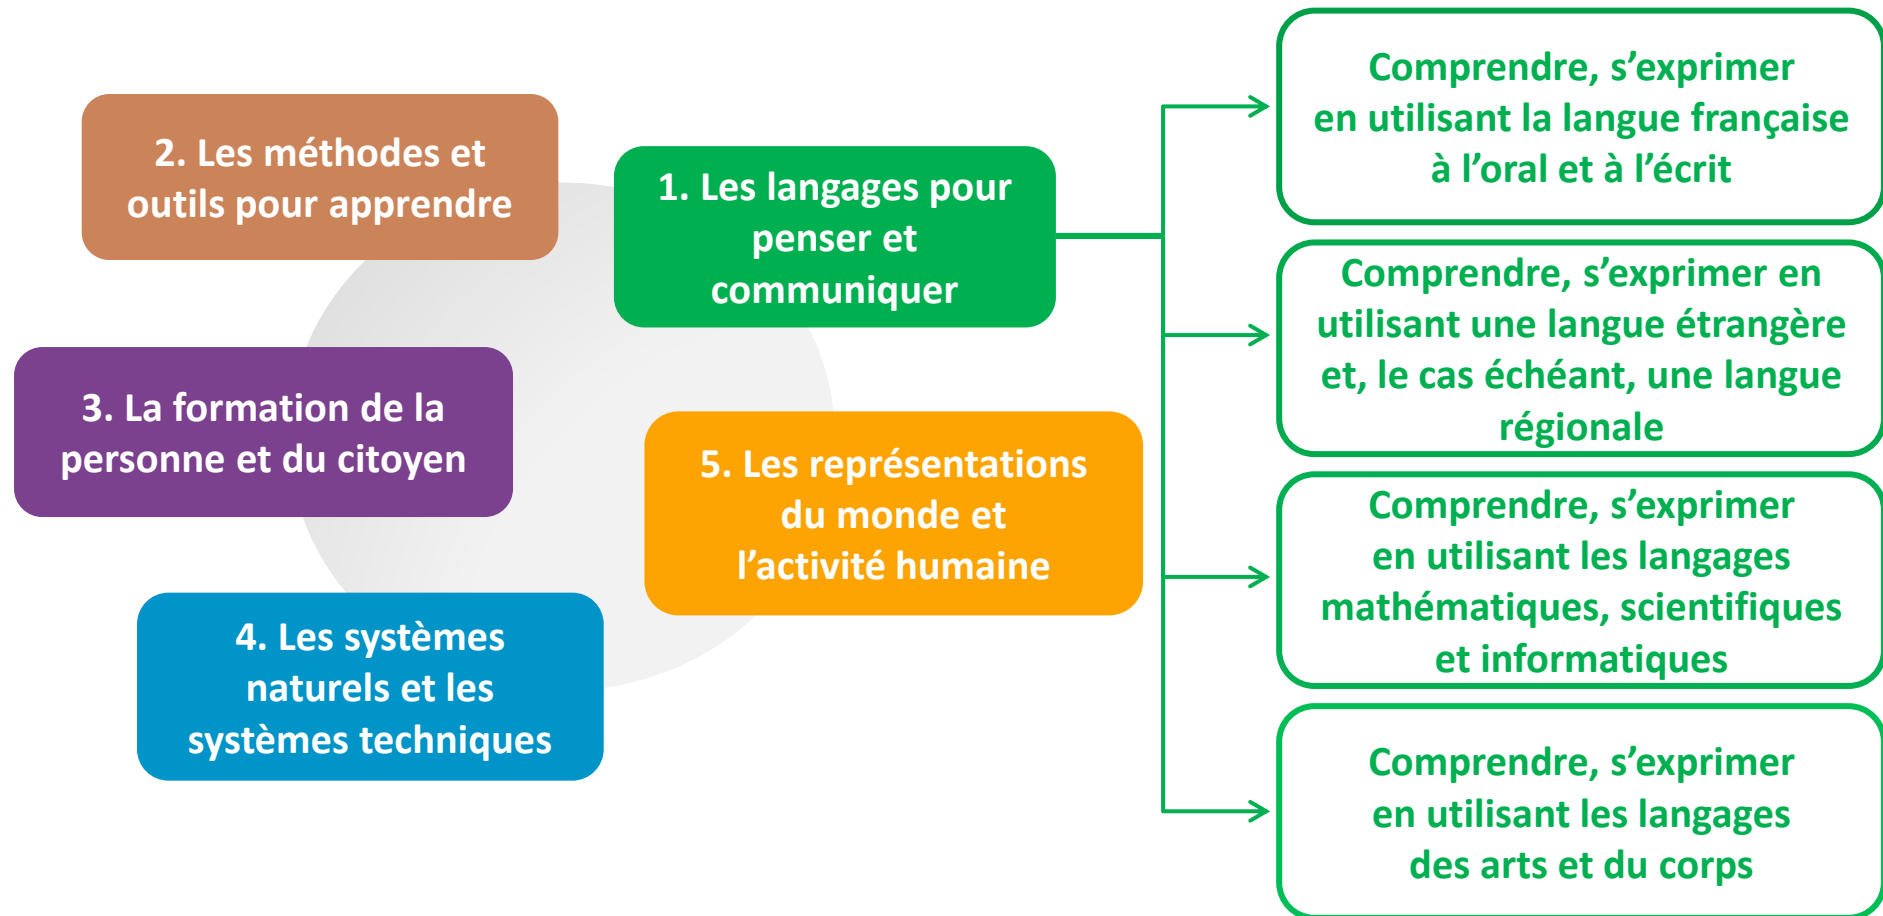 2. Les méthodes et
outils pour apprendre
1. Les langages pour
penser et
communiquer
3. La formation de la
personne et du citoyen
5. Les représentations
du monde et
l’activité humaine
4. Les systèmes
naturels et les
systèmes techniques
Comprendre, s’exprimer
en utilisant la langue française
à l’oral et à l’écrit
Comprendre, s’exprimer en
utilisant une langue étrangère
et, le cas échéant, une langue
régionale
Comprendre, s’exprimer
en utilisant les langages
mathématiques, scientifiques
et informatiques
Comprendre, s’exprimer
en utilisant les langages
des arts et du corps